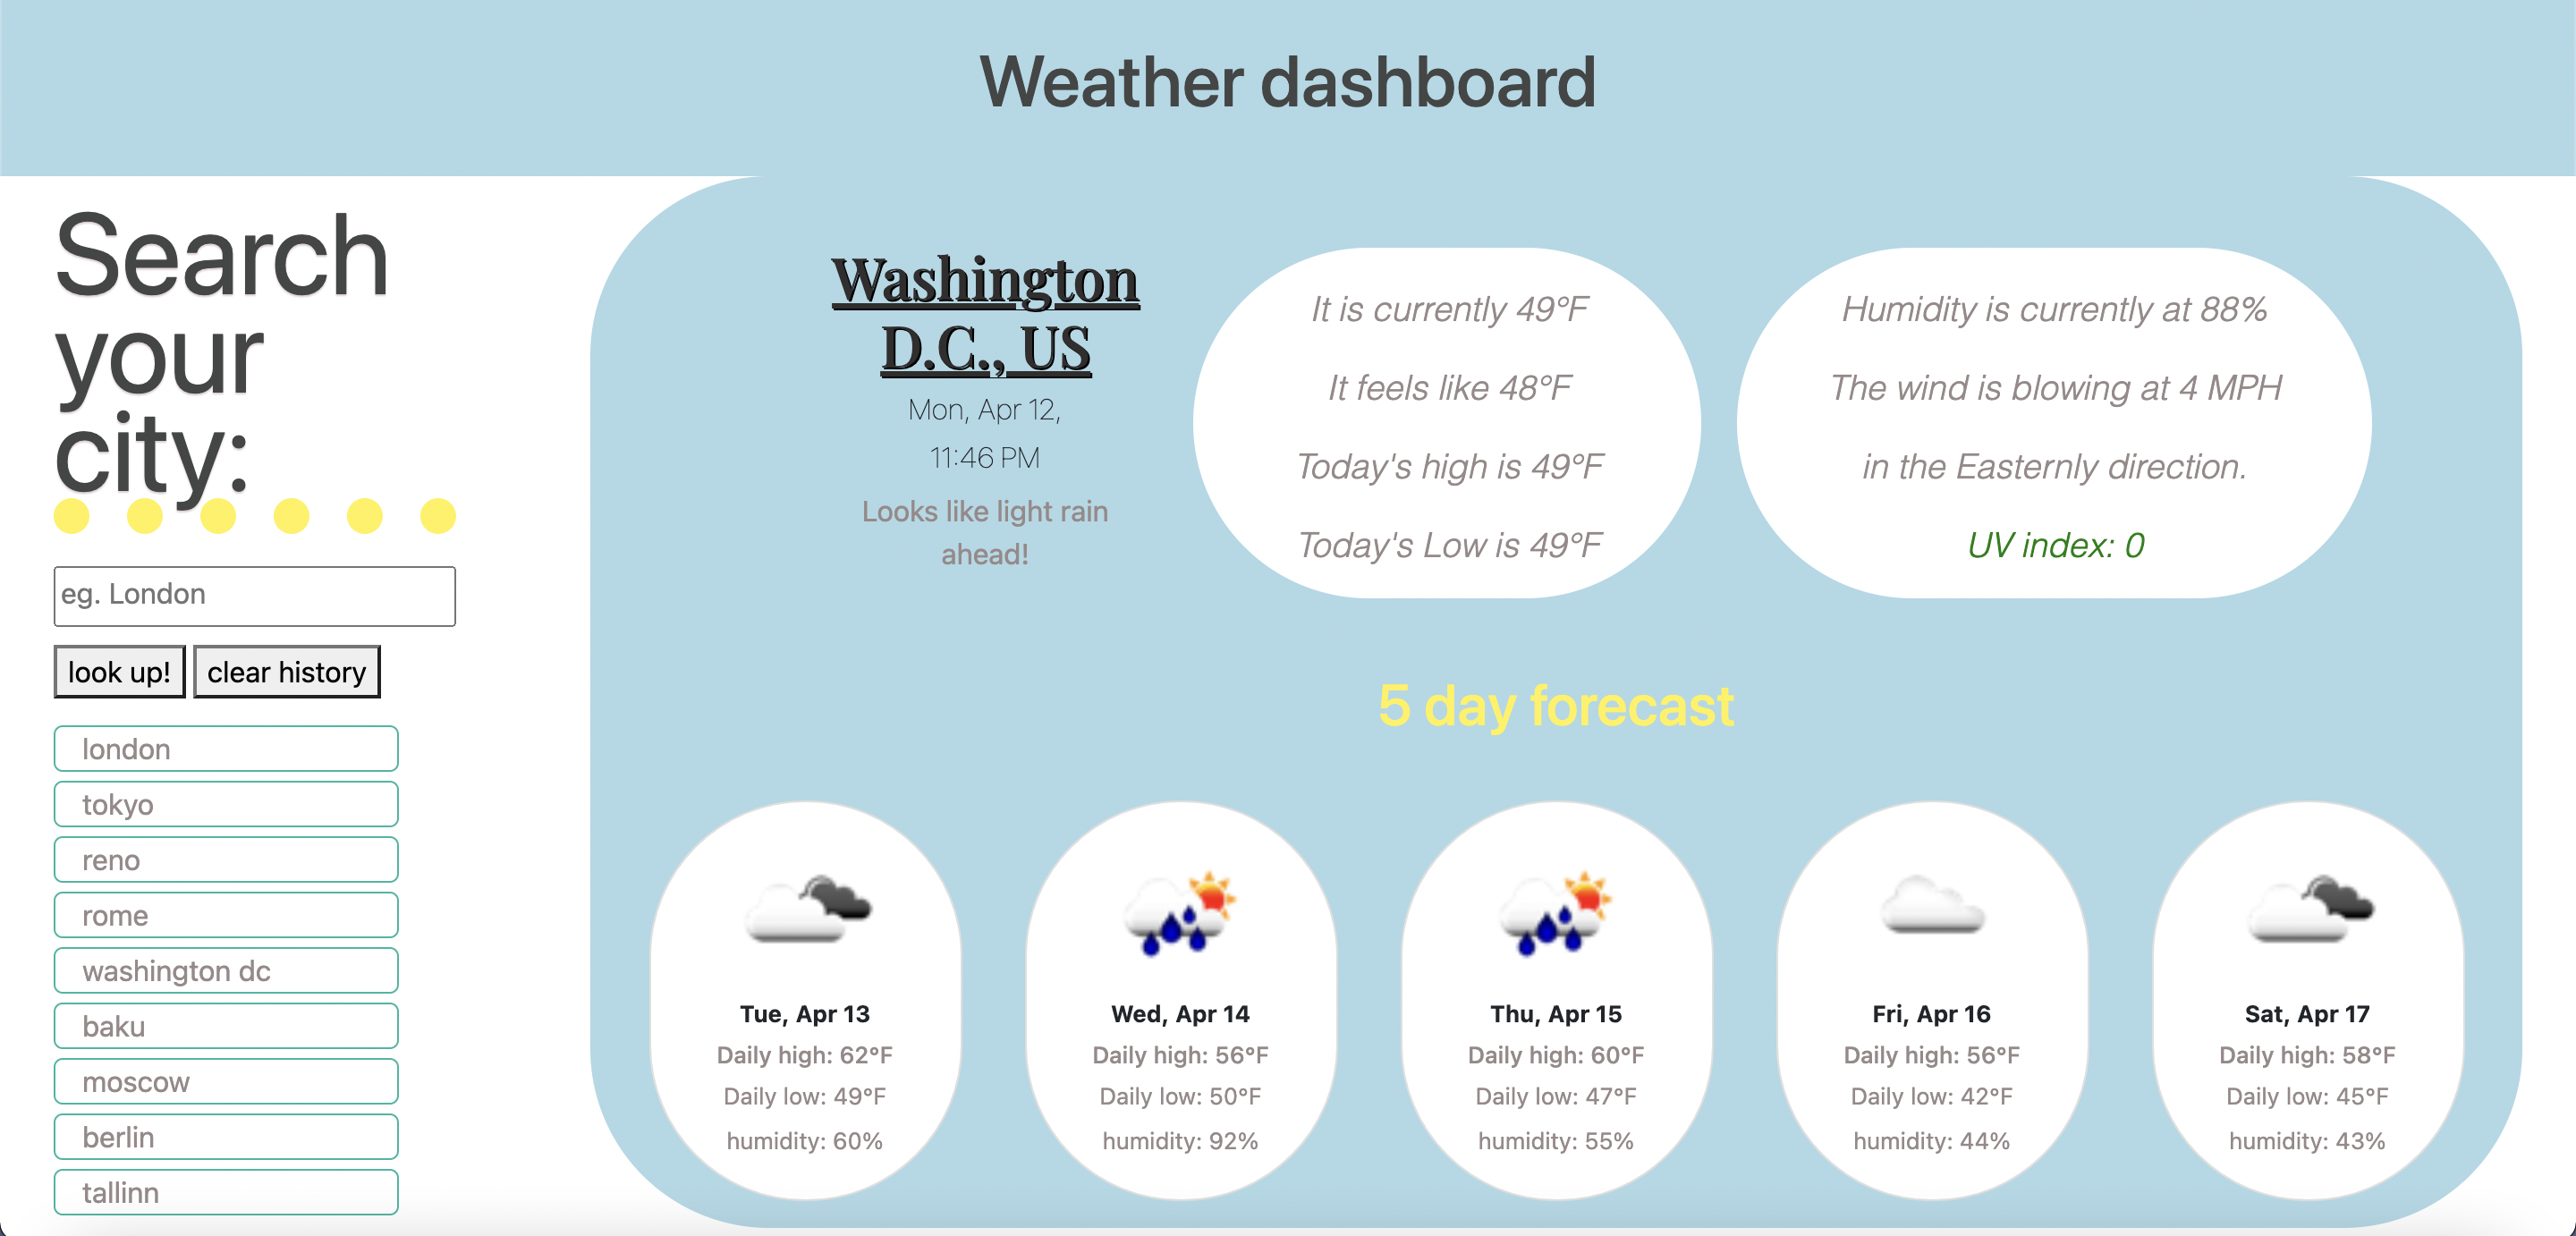 Weather dashboard
Search
your
city:
eg. London
look up! clear history
london
tokyo
reno
rome
washington dc
baku
moscow
berlin
tallinn
Washington
D.C., US
Mon, Apr 12,
11:46 PM
Looks like light rain
ahead!
It is currently 49°F
It feels like 48°F
Today's high is 49°F
Today's Low is 49°F
Humidity is currently at 88%
The wind is blowing at 4 MPH
in the Easternly direction.
UV index: 0
5 day forecast
Tue, Apr 13
Daily high: 62°F
Daily low: 49°F
humidity: 60%
Wed, Apr 14
Daily high: 56°F
Daily low: 50°F
humidity: 92%
Thu, Apr 15
Daily high: 60°F
Daily low: 47°F
humidity: 55%
Fri, Apr 16
Daily high: 56°F
Daily low: 42°F
humidity: 44%
Sat, Apr 17
Daily high: 58°F
Daily low: 45°F
humidity: 43%